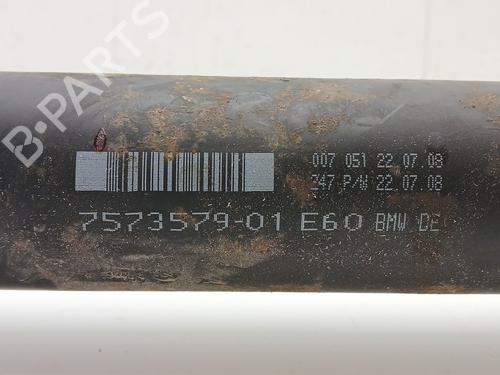 B-PARTS
007 051 22.07.08
247 P/W 22.07.08
7573579-01 E60 BMW DE